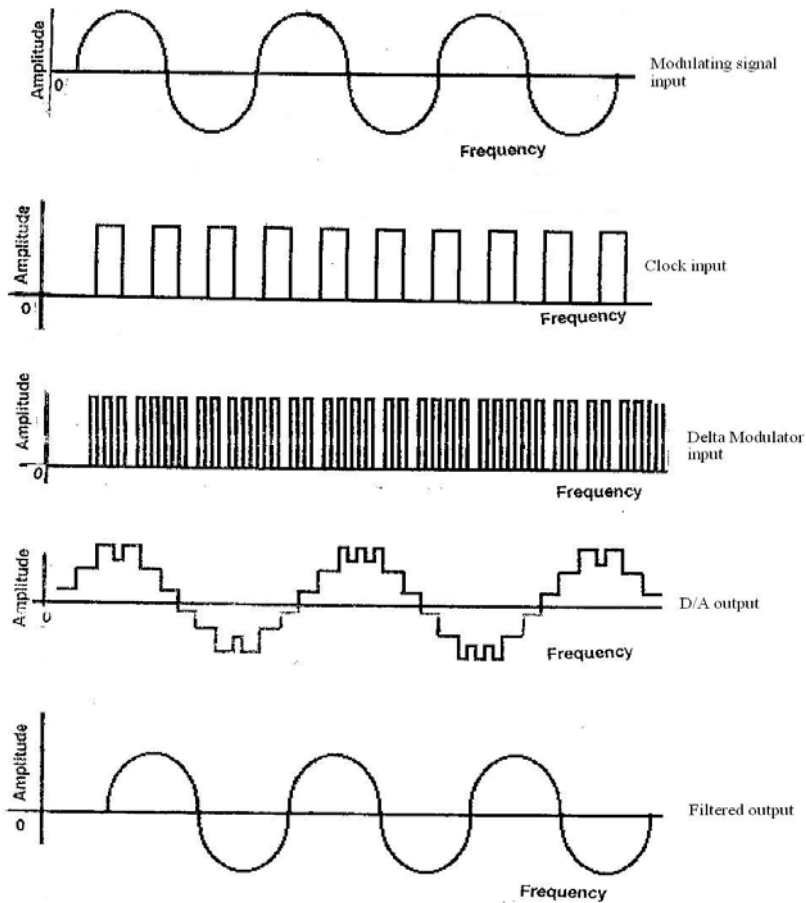 Amplitude
0
Modulating signal
input
Frequency
Amplitude
0
Clock input
Frequency
Amplitude
0
Delta Modulator
input
Frequency
Amplitude
0
D/A output
Frequency
Amplitude
0
Filtered output
Frequency